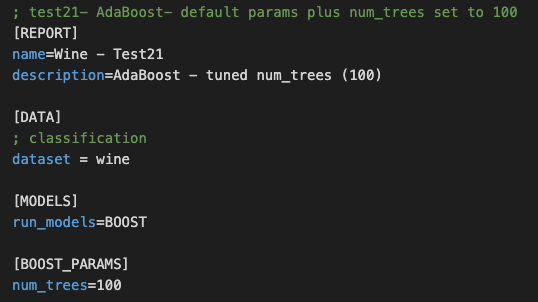 ; test21- AdaBoost- default params plus num_trees set to 100
[REPORT]
name=Wine - Test21
description=AdaBoost - tuned num_trees (100)
[DATA]
; classification
dataset = wine
[MODELS]
run_models=BOOST
[BOOST_PARAMS]
num_trees=100